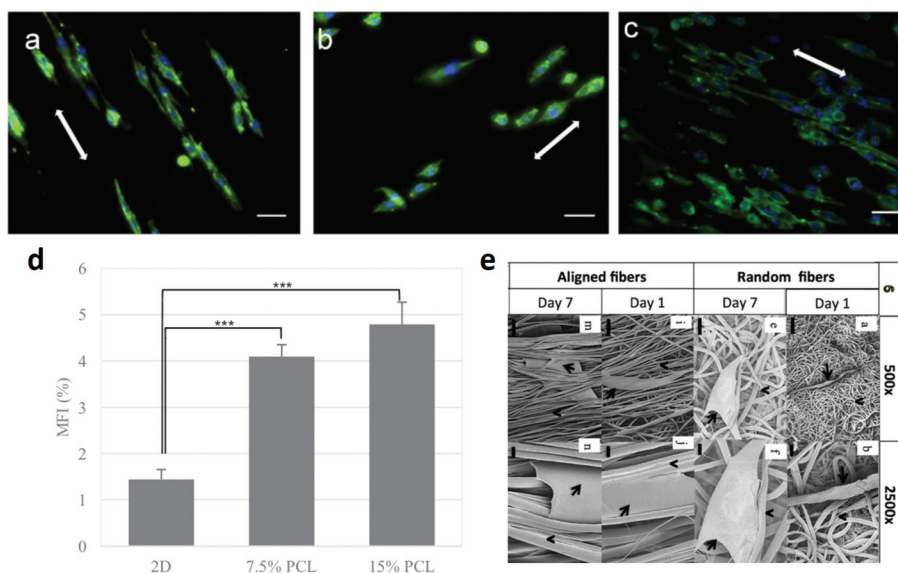 a
b
c
d
MFI (%)
6
5
4
3
2
1
0
***
***
2D
7.5% PCL
15% PCL
e
Aligned fibers
Random fibers
6
Day 7
Day 1
Day 7
Day 1
m
i
e
a
500x
n
j
f
b
2500x